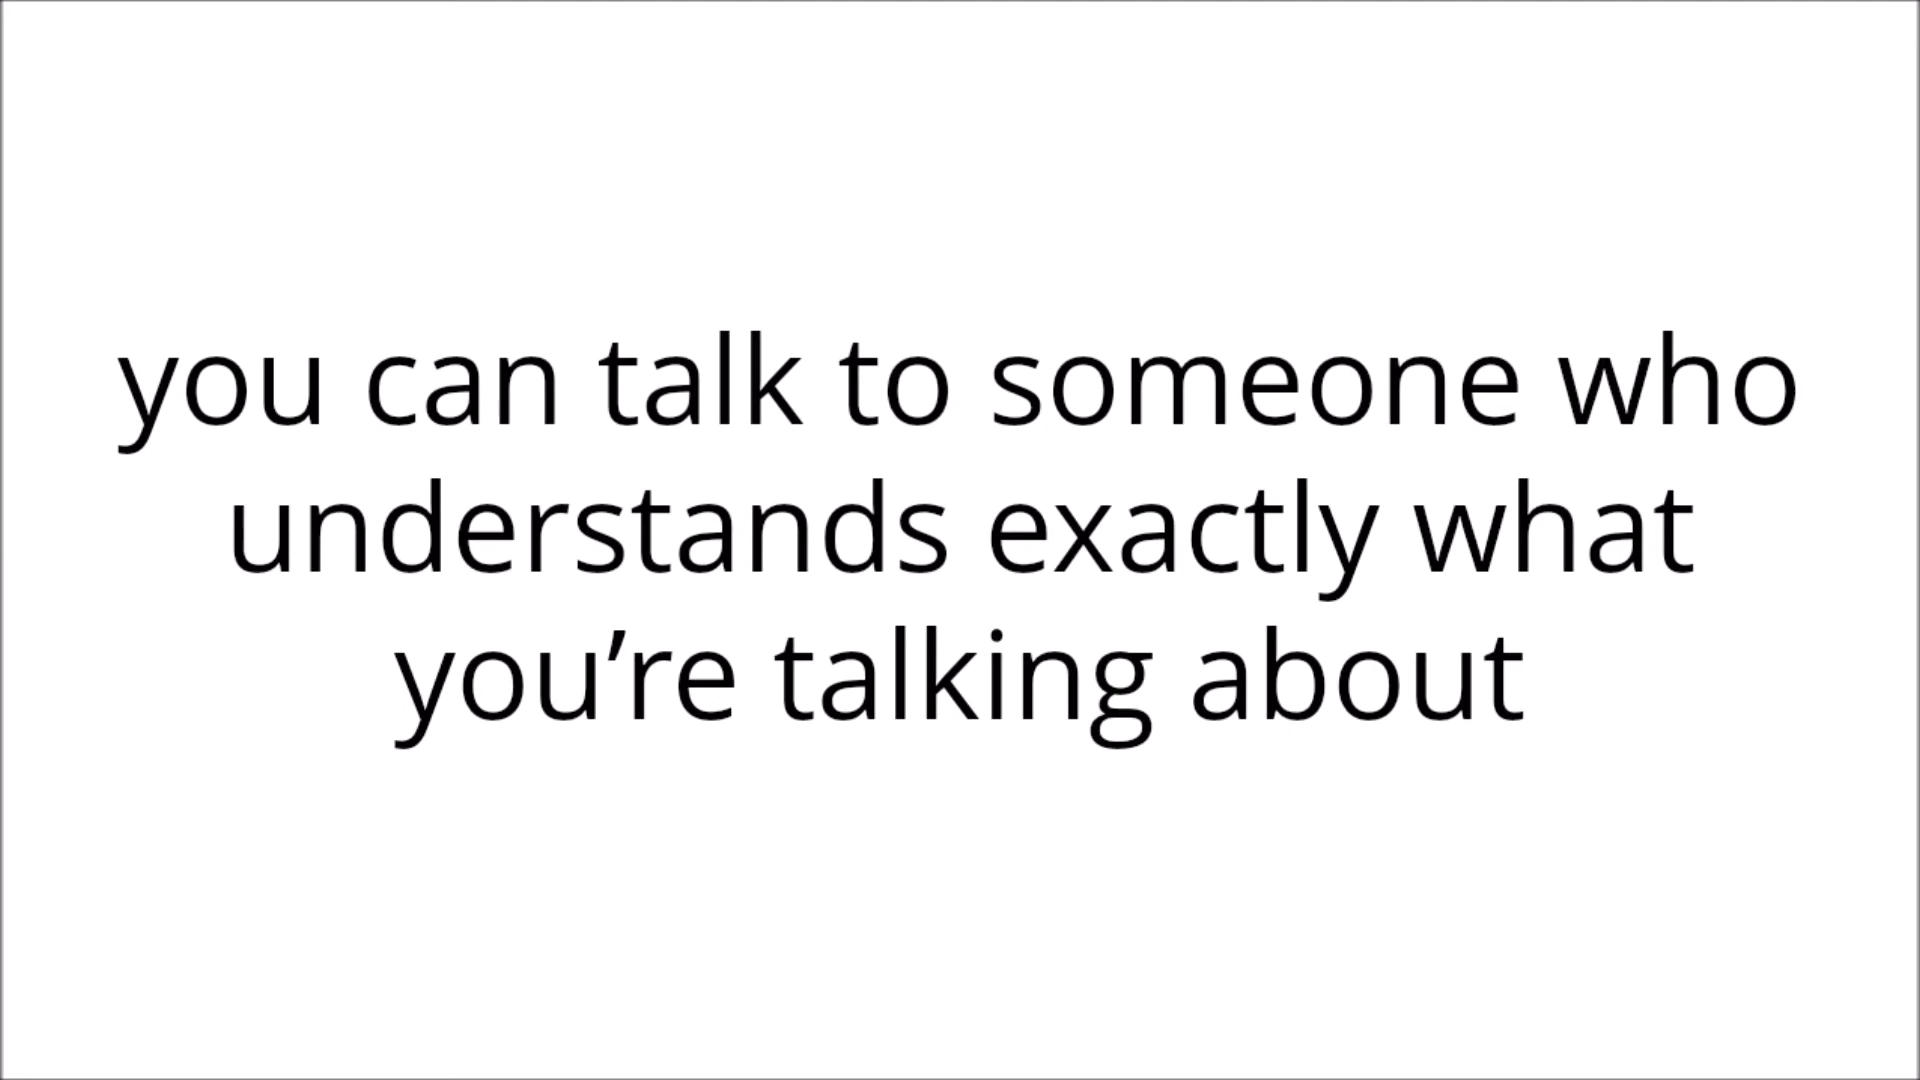 you can talk to someone who
understands exactly what
you’re talking about